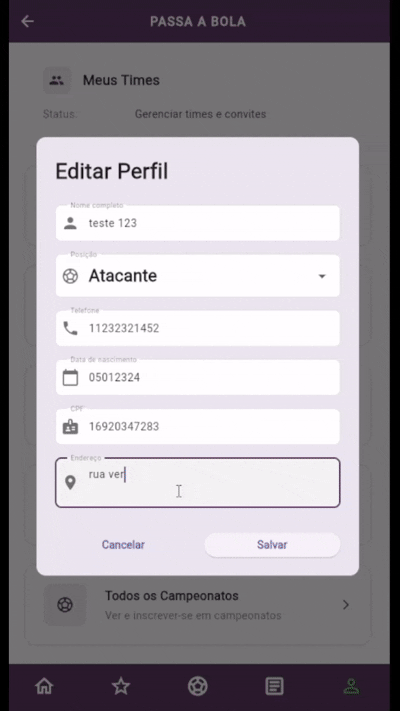 PASSA A BOLA
Meus Times
Status: Gerenciar times e convites
Editar Perfil
Nome completo
teste 123
Posição
Atacante
Telefone
11232321452
Data de nascimento
05012324
CPF
16920347283
Endereço
rua ver
Cancelar Salvar
Todos os Campeonatos
Ver e inscrever-se em campeonatos